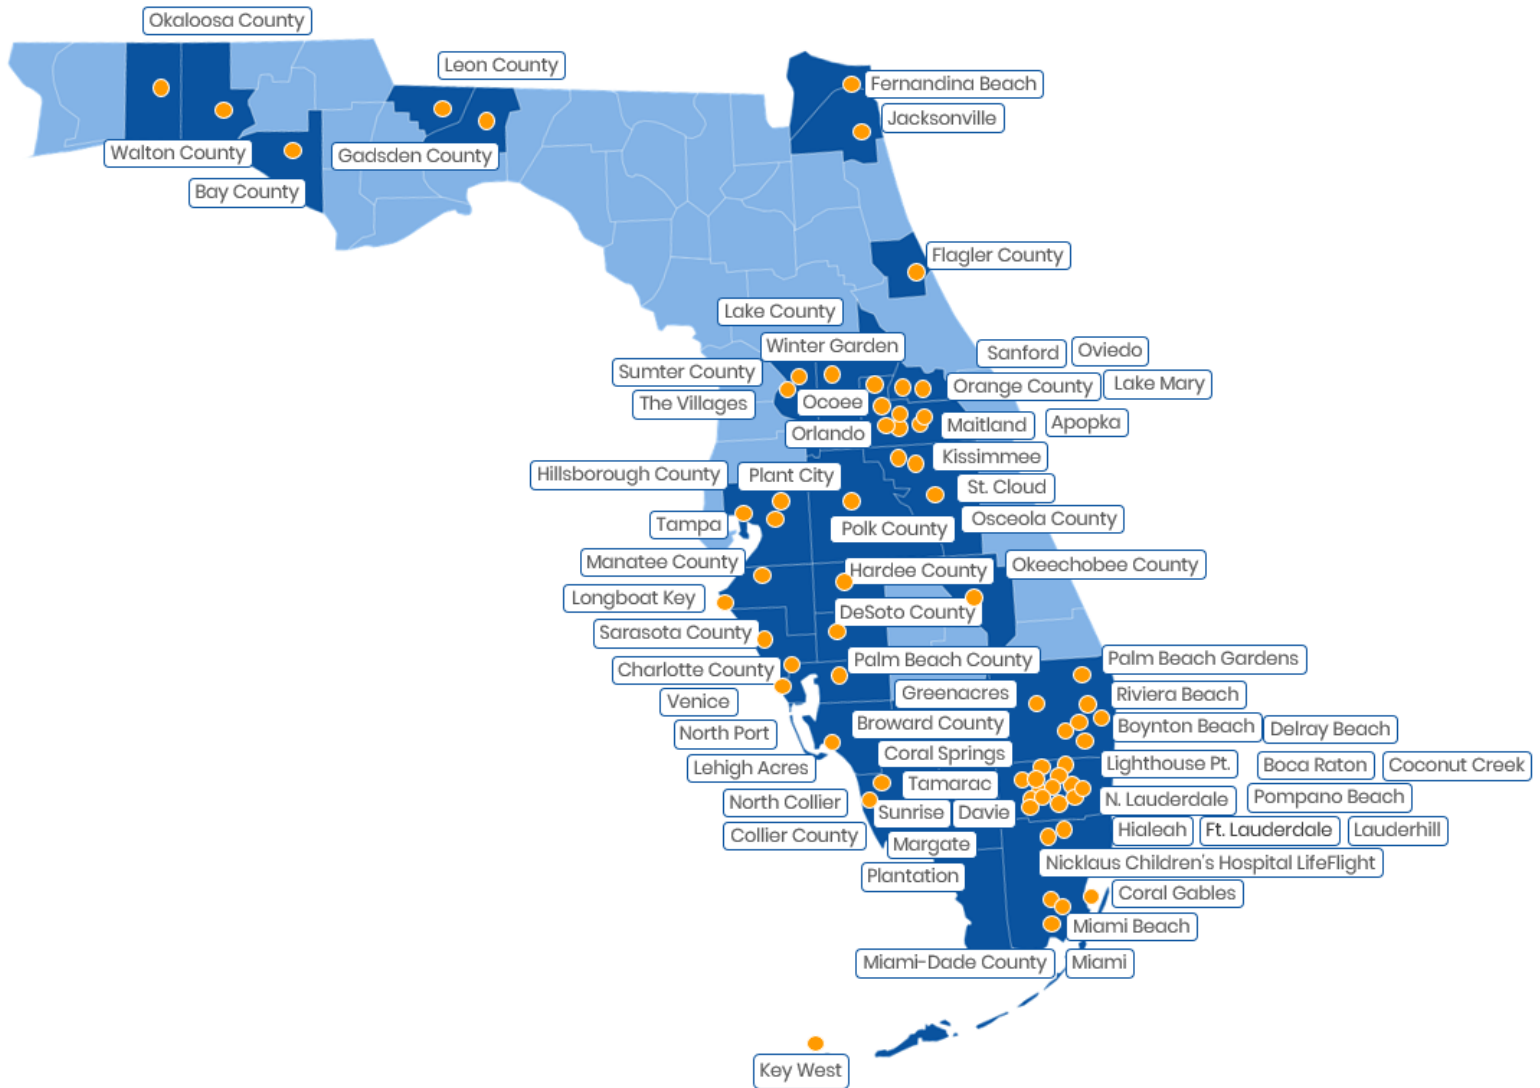 Okaloosa County
Leon County
Fernandina Beach
Jacksonville
Walton County
Gadsden County
Bay County
Flagler County
Lake County
Winter Garden
Sanford
Oviedo
Sumter County
Orange County
Lake Mary
The Villages
Ocoee
Orlando
Maitland
Apopka
Kissimmee
Hillsborough County
Plant City
St. Cloud
Tampa
Polk County
Osceola County
Manatee County
Hardee County
Okeechobee County
Longboat Key
DeSoto County
Sarasota County
Charlotte County
Palm Beach County
Palm Beach Gardens
Venice
Greenacres
Riviera Beach
North Port
Broward County
Boynton Beach
Delray Beach
Lehigh Acres
Coral Springs
Lighthouse Pt.
Boca Raton
Coconut Creek
North Collier
Tamarac
N. Lauderdale
Pompano Beach
Sunrise
Davie
Collier County
Margate
Hialeah
Ft. Lauderdale
Lauderhill
Plantation
Nicklaus Children's Hospital LifeFlight
Coral Gables
Miami Beach
Miami-Dade County
Miami
Key West